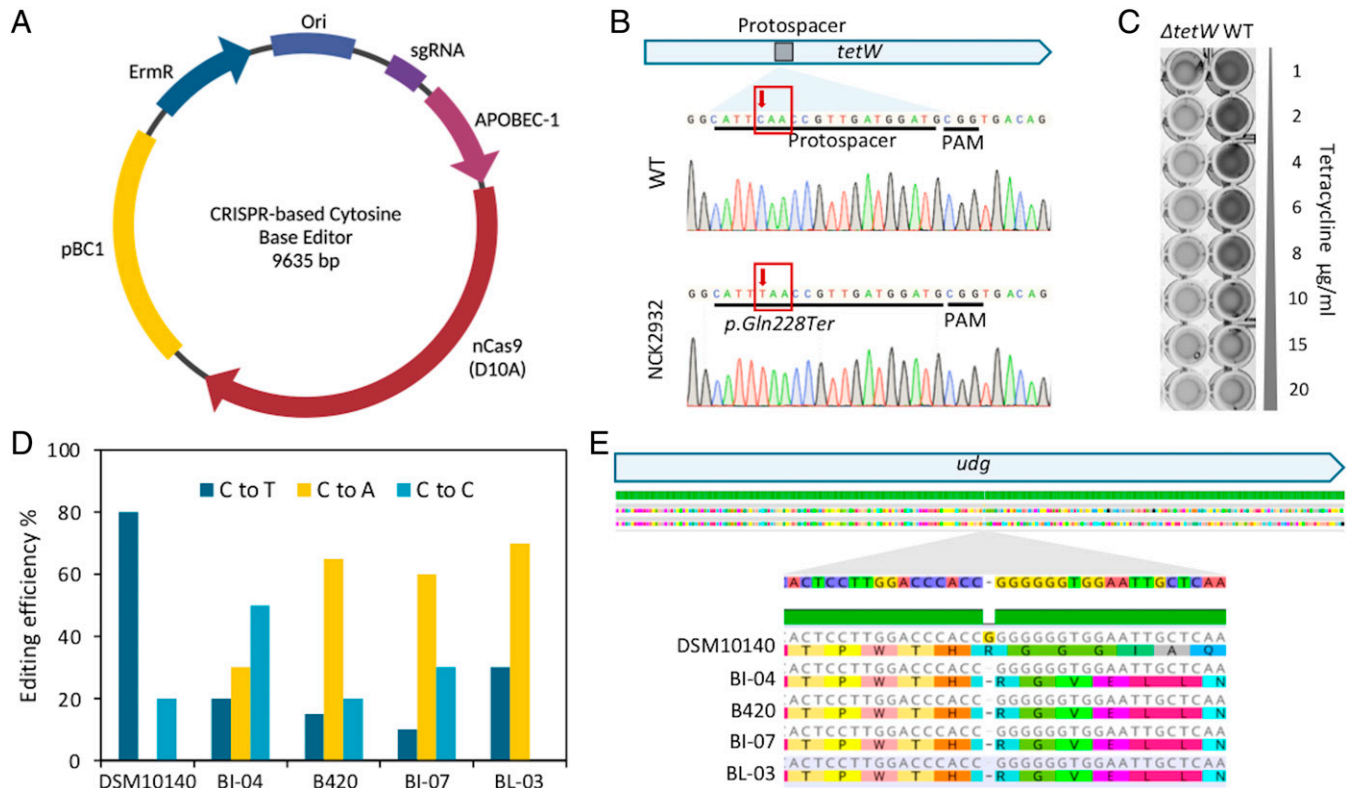 A
Ori
sgRNA
ErmR
APOBEC-1
pBC1
CRISPR-based Cytosine
Base Editor
9635 bp
nCas9
(D10A)
B
Protospacer
tetW
GGCATTCAACCGTTGATGGATGCGGTGACAG
Protospacer
PAM
WT
GGCATTTAACCGTTGATGGATGCGGTGACAG
p.Gln228Ter
PAM
NCK2932
C
ΔtetW WT
1
2
4
6
8
10
15
20
Tetracycline µg/ml
D
100
80
60
40
20
0
Editing efficiency %
C to T C to A C to C
DSM10140 BI-04 B420 BI-07 BL-03
E
udg
ACTCCTTGGACCCACC-GGGGGGTGGAATTGCTCAA
DSM10140
ACTCCTTGGACCCACCGGGGGGGTGGAATTGCTCAA
T P W T H R G G G I A Q
BI-04
ACTCCTTGGACCCACC-GGGGGGTGGAATTGCTCAA
T P W T H - R G V E L L N
B420
ACTCCTTGGACCCACC-GGGGGGTGGAATTGCTCAA
T P W T H - R G V E L L N
BI-07
ACTCCTTGGACCCACC-GGGGGGTGGAATTGCTCAA
T P W T H - R G V E L L N
BL-03
ACTCCTTGGACCCACC-GGGGGGTGGAATTGCTCAA
T P W T H - R G V E L L N